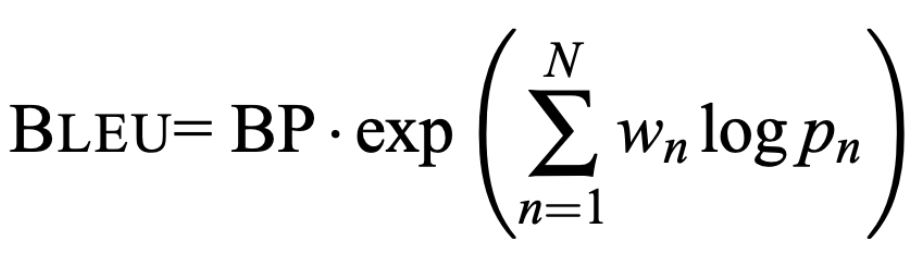 BLEU= BP · exp ( ∑_{n=1}^{N} w_n log p_n )